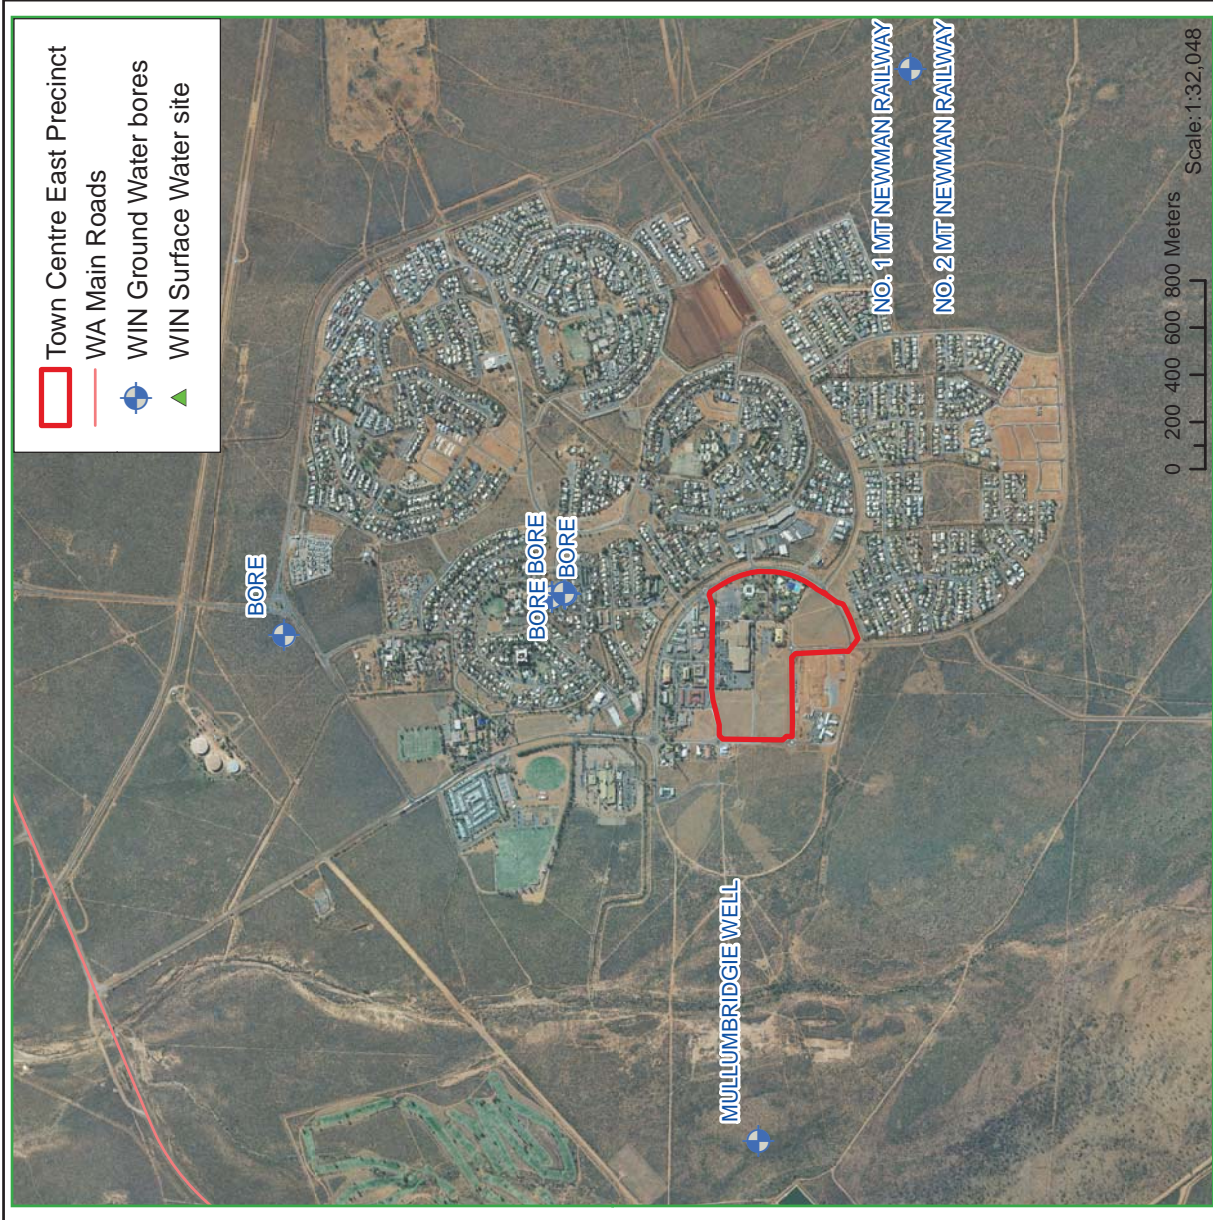 Town Centre East Precinct
WA Main Roads
WIN Ground Water bores
WIN Surface Water site
BORE
BORE BORE
BORE
MULLUMBRIDGIE WELL
NO. 1 MT NEWMAN RAILWAY
NO. 2 MT NEWMAN RAILWAY
0 200 400 600 800 Meters
Scale:1:32,048